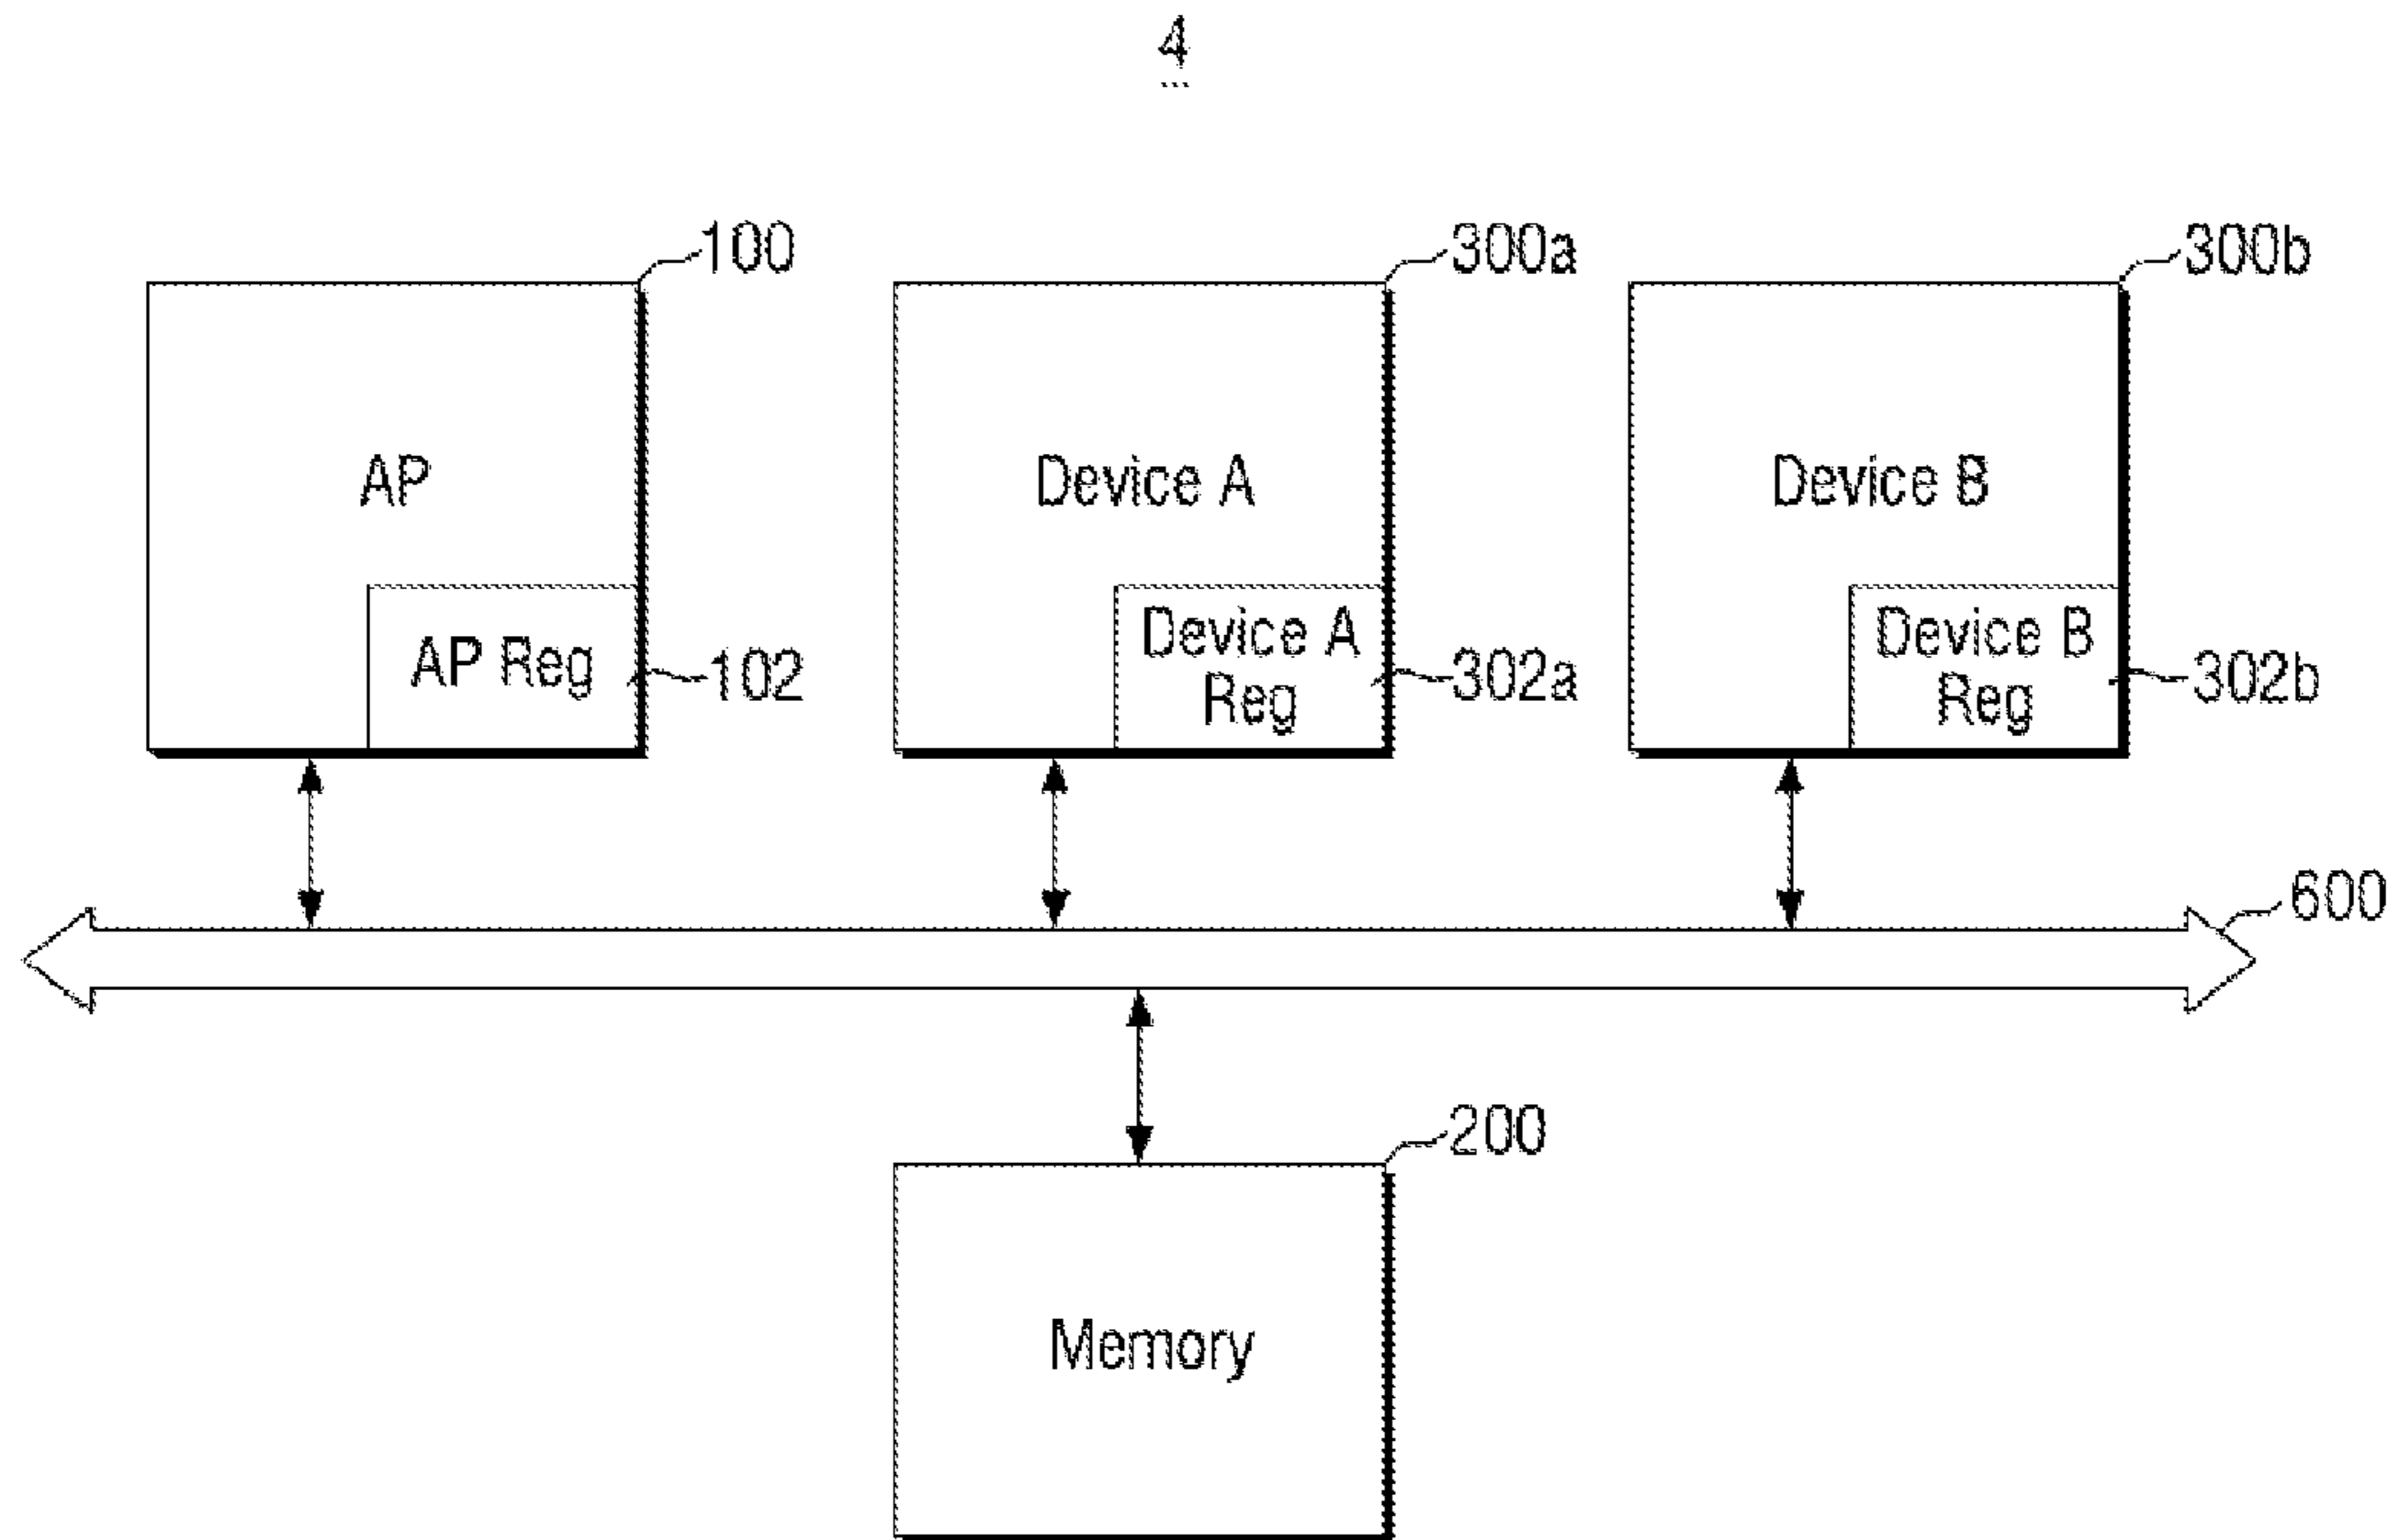 4
100
300a
300b
AP
Device A
Device B
AP Reg
102
Device A
Reg
302a
Device B
Reg
302b
600
200
Memory